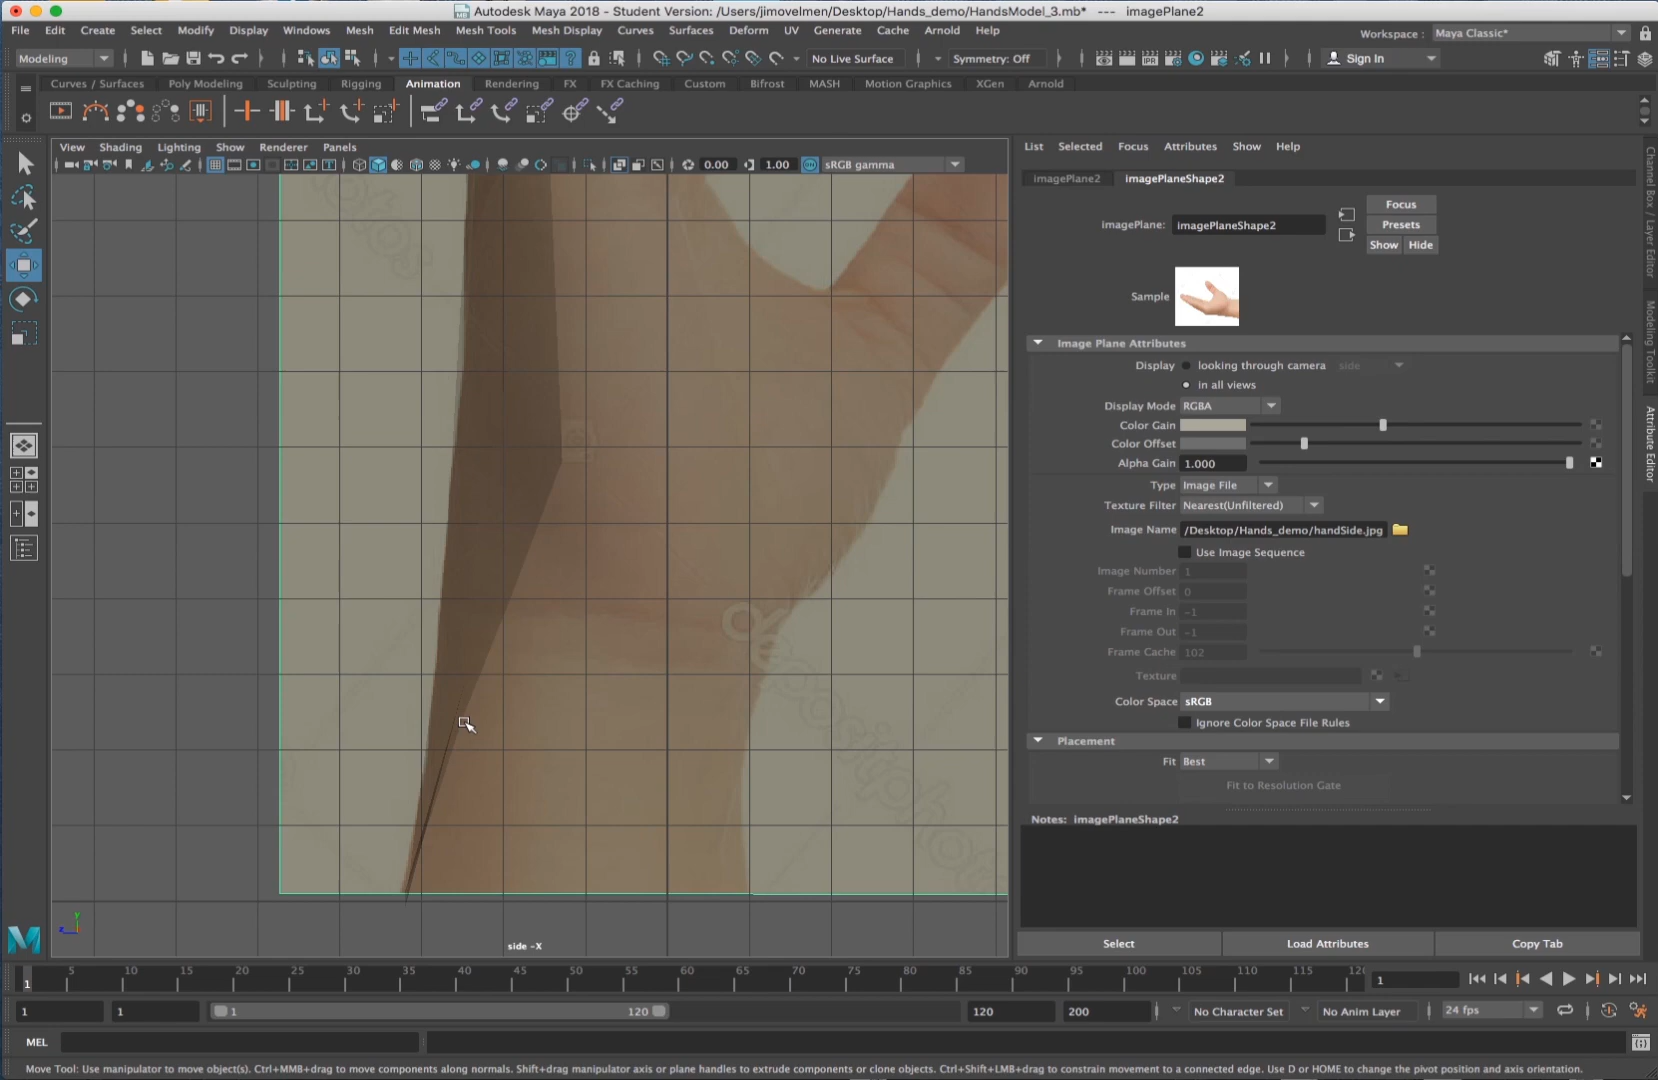 Autodesk Maya 2018 - Student Version: /Users/jimovelmen/Desktop/Hands_demo/HandsModel_3.mb* --- imagePlane2
File Edit Create Select Modify Display Windows Mesh Edit Mesh Mesh Tools Mesh Display Curves Surfaces Deform UV Generate Cache Arnold Help
Workspace : Maya Classic*
Modeling No Live Surface Symmetry: Off Sign In
Curves / Surfaces Poly Modeling Sculpting Rigging Animation Rendering FX FX Caching Custom Bifrost MASH Motion Graphics XGen Arnold
View Shading Lighting Show Renderer Panels
0.00 1.00 sRGB gamma
List Selected Focus Attributes Show Help
imagePlane2 imagePlaneShape2
Focus
imagePlane: imagePlaneShape2
Presets
Show Hide
Sample
Image Plane Attributes
Display looking through camera side
in all views
Display Mode RGBA
Color Gain
Color Offset
Alpha Gain 1.000
Type Image File
Texture Filter Nearest(Unfiltered)
Image Name /Desktop/Hands_demo/handSide.jpg
Use Image Sequence
Image Number 1
Frame Offset 0
Frame In -1
Frame Out -1
Frame Cache 102
Texture
Color Space sRGB
Ignore Color Space File Rules
Placement
Fit Best
Fit to Resolution Gate
Notes: imagePlaneShape2
Select Load Attributes Copy Tab
Channel Box / Layer Editor
Modeling Toolkit
Attribute Editor
depositphotos
side -X
5 10 15 20 25 30 35 40 45 50 55 60 65 70 75 80 85 90 95 100 105 110 115 120
1 1
1 1 1 120 120 200 No Character Set No Anim Layer 24 fps
MEL
Move Tool: Use manipulator to move object(s). Ctrl+MMB+drag to move components along normals. Shift+drag manipulator axis or plane handles to extrude components or clone objects. Ctrl+Shift+LMB+drag to constrain movement to a connected edge. Use D or HOME to change the pivot position and axis orientation.